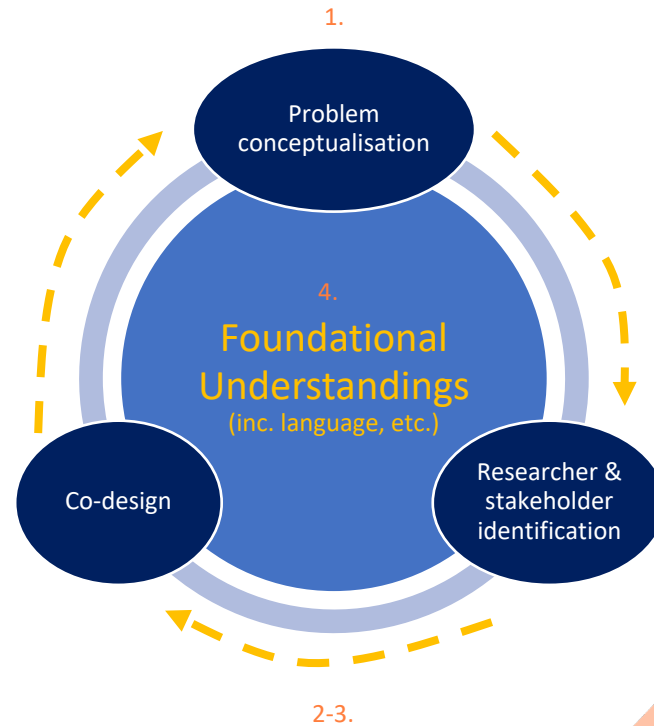 1.
Problem
conceptualisation
4.
Foundational
Understandings
(inc. language, etc.)
Co-design
Researcher &
stakeholder
identification
2-3.